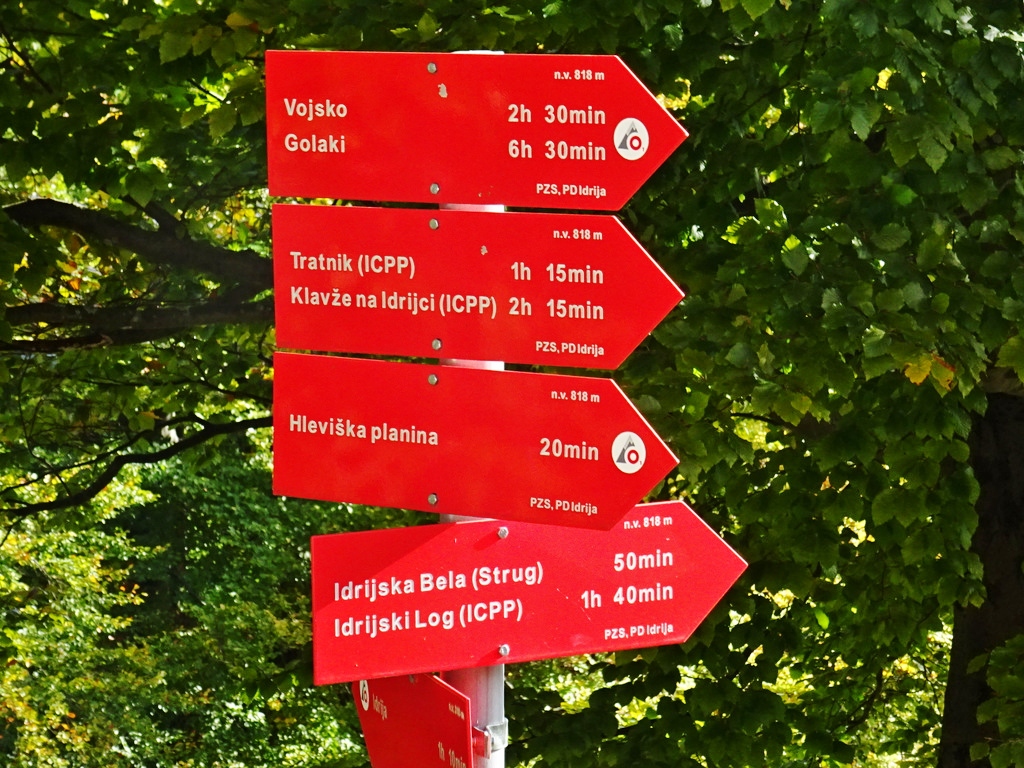 n.v. 818 m
Vojsko 2h 30min
Golaki 6h 30min
PZS, PD Idrija
n.v. 818 m
Tratnik (ICPP) 1h 15min
Klavže na Idrijci (ICPP) 2h 15min
PZS, PD Idrija
n.v. 818 m
Hleviška planina 20min
PZS, PD Idrija
n.v. 818 m
Idrijska Bela (Strug) 50min
Idrijski Log (ICPP) 1h 40min
PZS, PD Idrija
Idrija
1h 10min